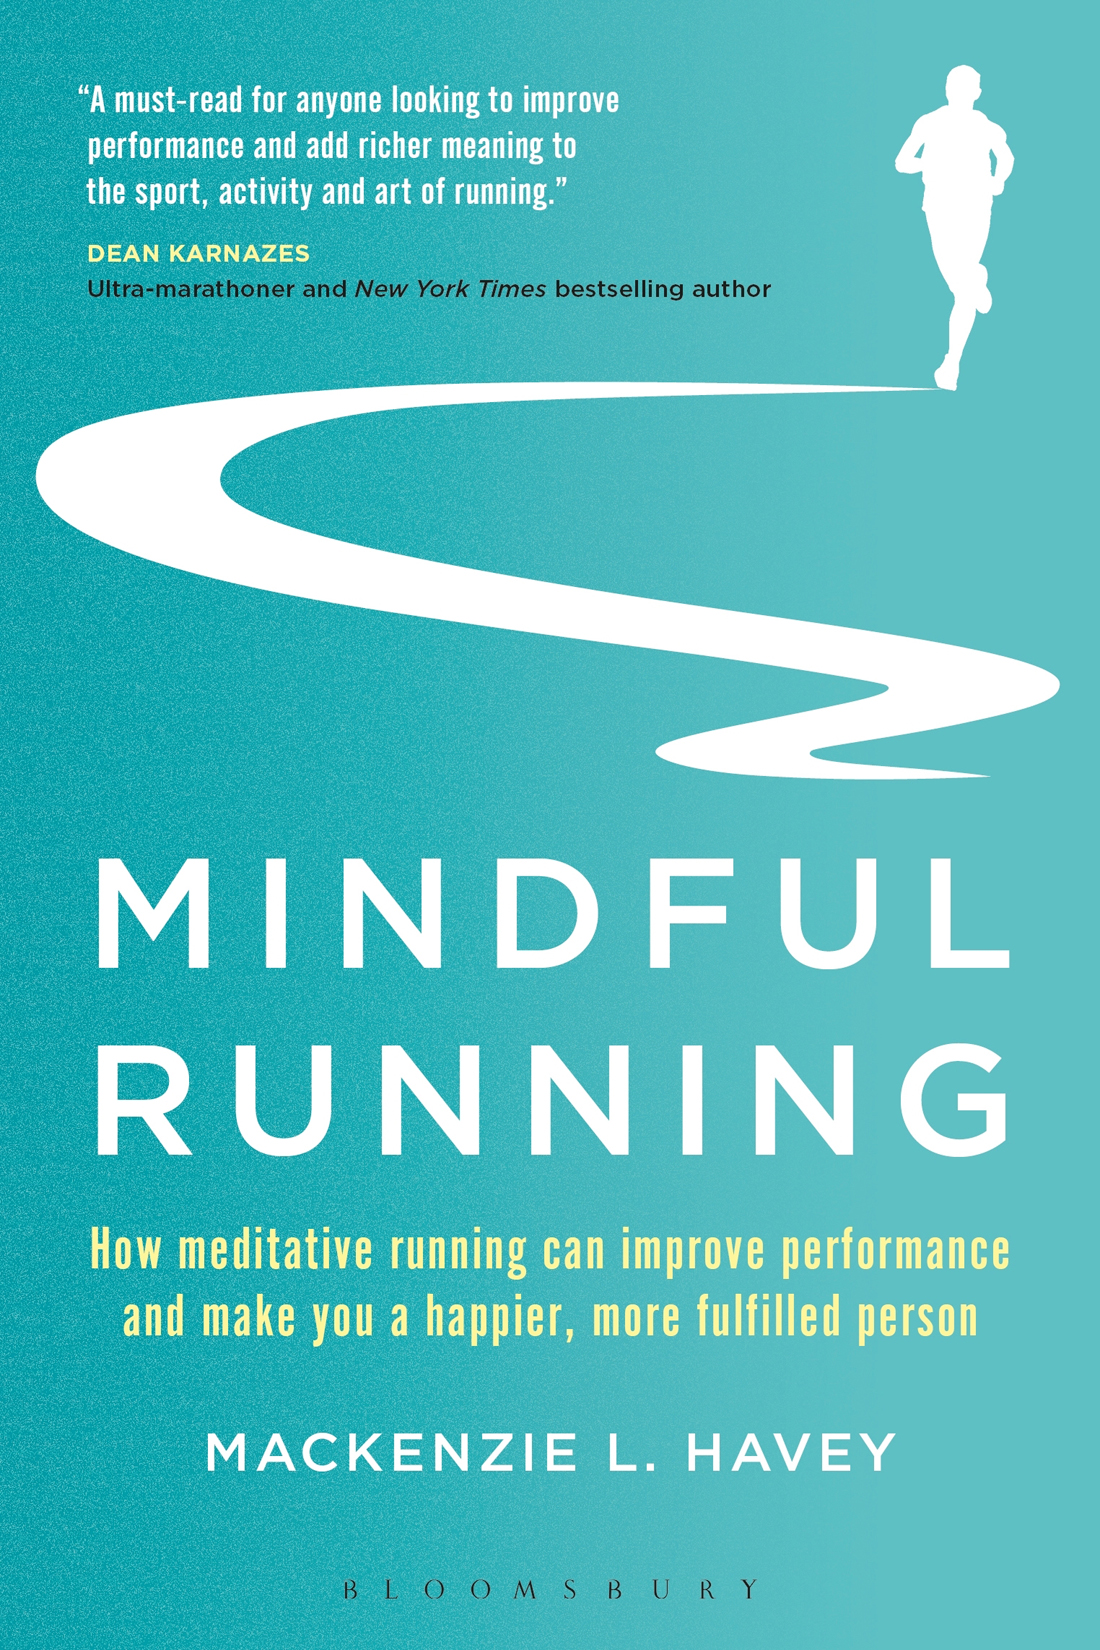 “A must-read for anyone looking to improve
performance and add richer meaning to
the sport, activity and art of running.”
DEAN KARNAZES
Ultra-marathoner and New York Times bestselling author
MINDFUL
RUNNING
How meditative running can improve performance
and make you a happier, more fulfilled person
MACKENZIE L. HAVEY
BLOOMSBURY